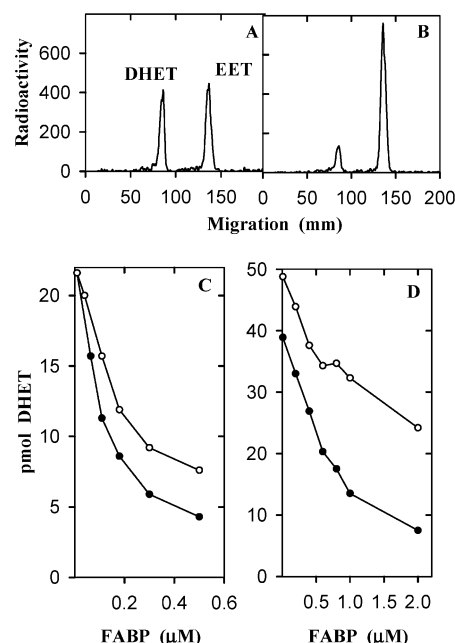 A
B
DHET
EET
Radioactivity
600
400
200
0
0 50 100 150 0 50 100 150 200
Migration (mm)
C
D
pmol DHET
20
15
10
5
0
50
40
30
20
10
0
0.2 0.4 0.6
0.5 1.0 1.5 2.0
FABP (µM)
FABP (µM)